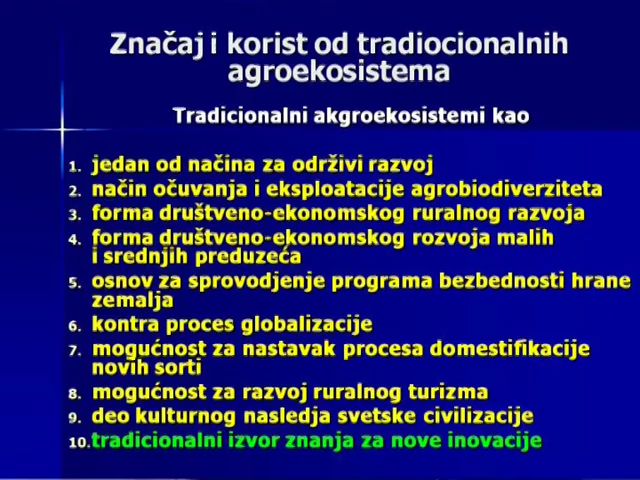 Značaj i korist od tradiocionalnih
agroekosistema
Tradicionalni akgroekosistemi kao
1. jedan od načina za održivi razvoj
2. način očuvanja i eksploatacije agrobiodiverziteta
3. forma društveno-ekonomskog ruralnog razvoja
4. forma društveno-ekonomskog rozvoja malih
i srednjih preduzeća
5. osnov za sprovodjenje programa bezbednosti hrane
zemalja
6. kontra proces globalizacije
7. mogućnost za nastavak procesa domestifikacije
novih sorti
8. mogućnost za razvoj ruralnog turizma
9. deo kulturnog nasledja svetske civilizacije
10. tradicionalni izvor znanja za nove inovacije